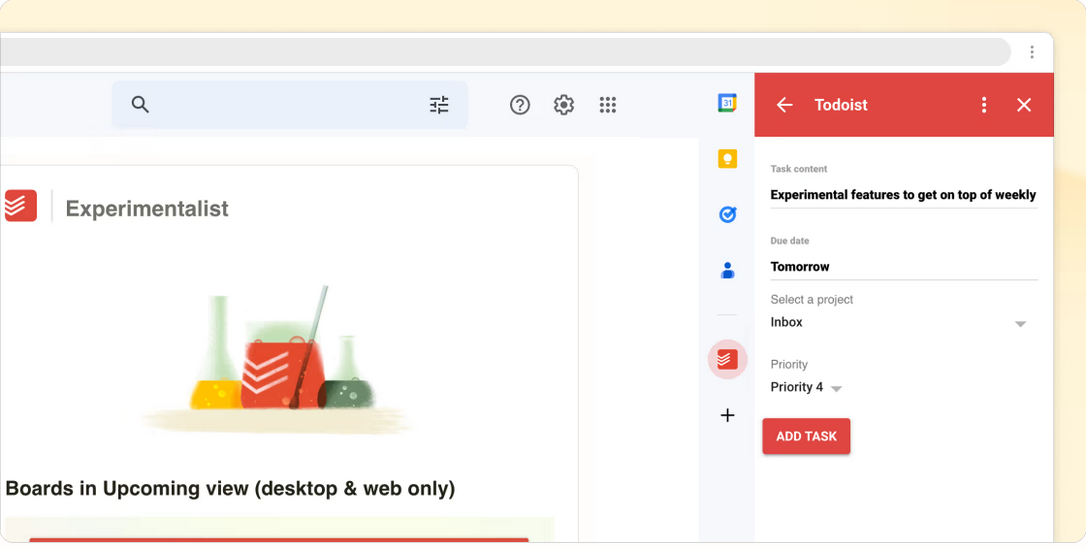 31
Todoist
Task content
Experimental features to get on top of weekly
Experimentalist
Due date
Tomorrow
Select a project
Inbox
Priority
Priority 4
ADD TASK
Boards in Upcoming view (desktop & web only)